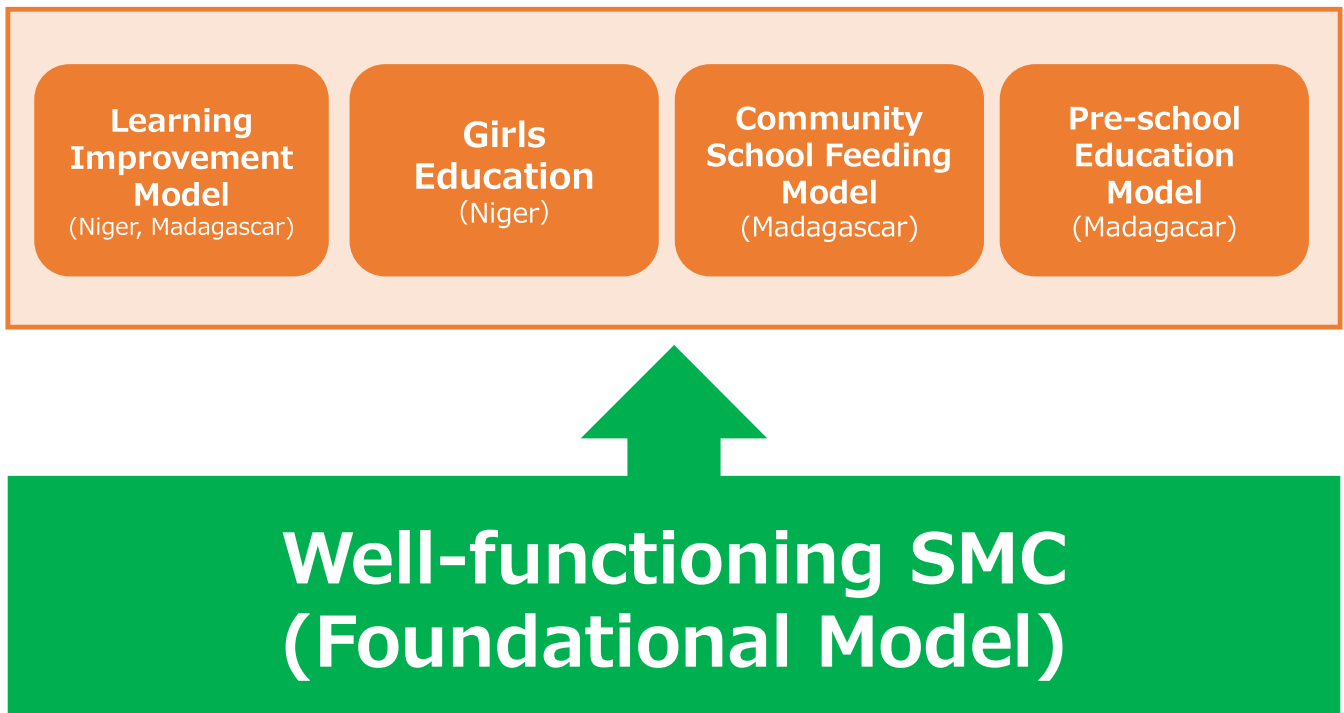 Learning
Improvement
Model
(Niger, Madagascar)
Girls
Education
(Niger)
Community
School Feeding
Model
(Madagascar)
Pre-school
Education
Model
(Madagacar)
Well-functioning SMC
(Foundational Model)